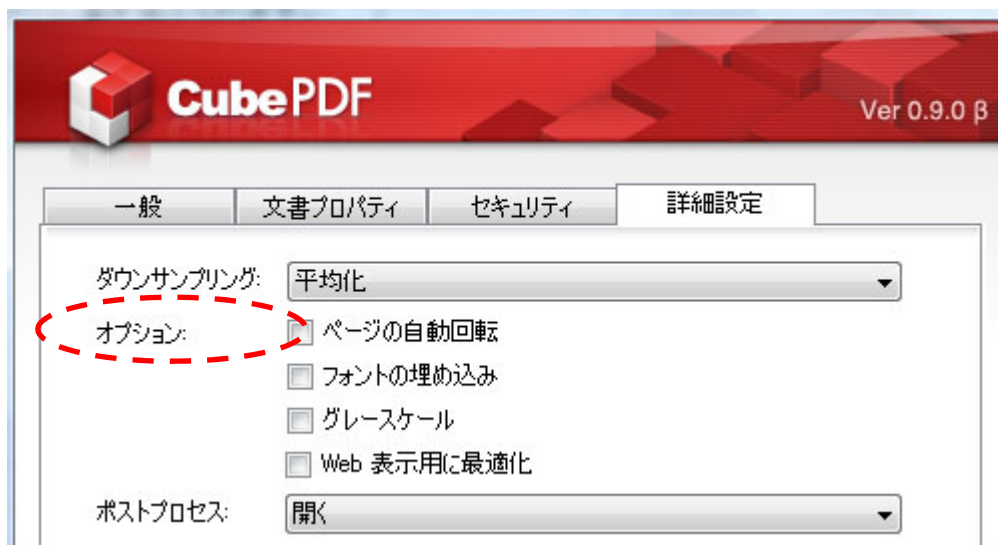 CubePDF
Ver 0.9.0 β
一般 文書プロパティ セキュリティ 詳細設定
ダウンサンプリング: 平均化
オプション: ページの自動回転
フォントの埋め込み
グレースケール
Web 表示用に最適化
ポストプロセス: 開く